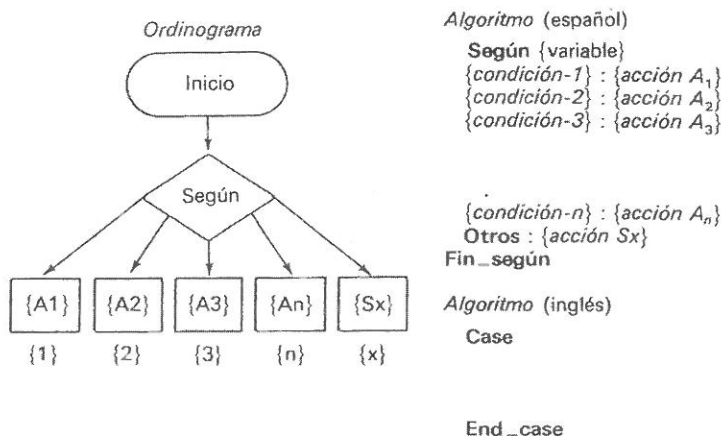 Ordinograma
Inicio
Según
{A1} {A2} {A3} {An} {Sx}
{1} {2} {3} {n} {x}
Algoritmo (español)
Según {variable}
{condición-1} : {acción A₁}
{condición-2} : {acción A₂}
{condición-3} : {acción A₃}
{condición-n} : {acción Aₙ}
Otros : {acción Sx}
Fin_según
Algoritmo (inglés)
Case
End_case